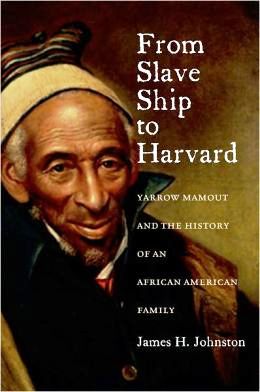 From
Slave
Ship
to
Harvard
YARROW MAMOUT
AND THE HISTORY
OF AN
AFRICAN AMERICAN
FAMILY
James H. Johnston